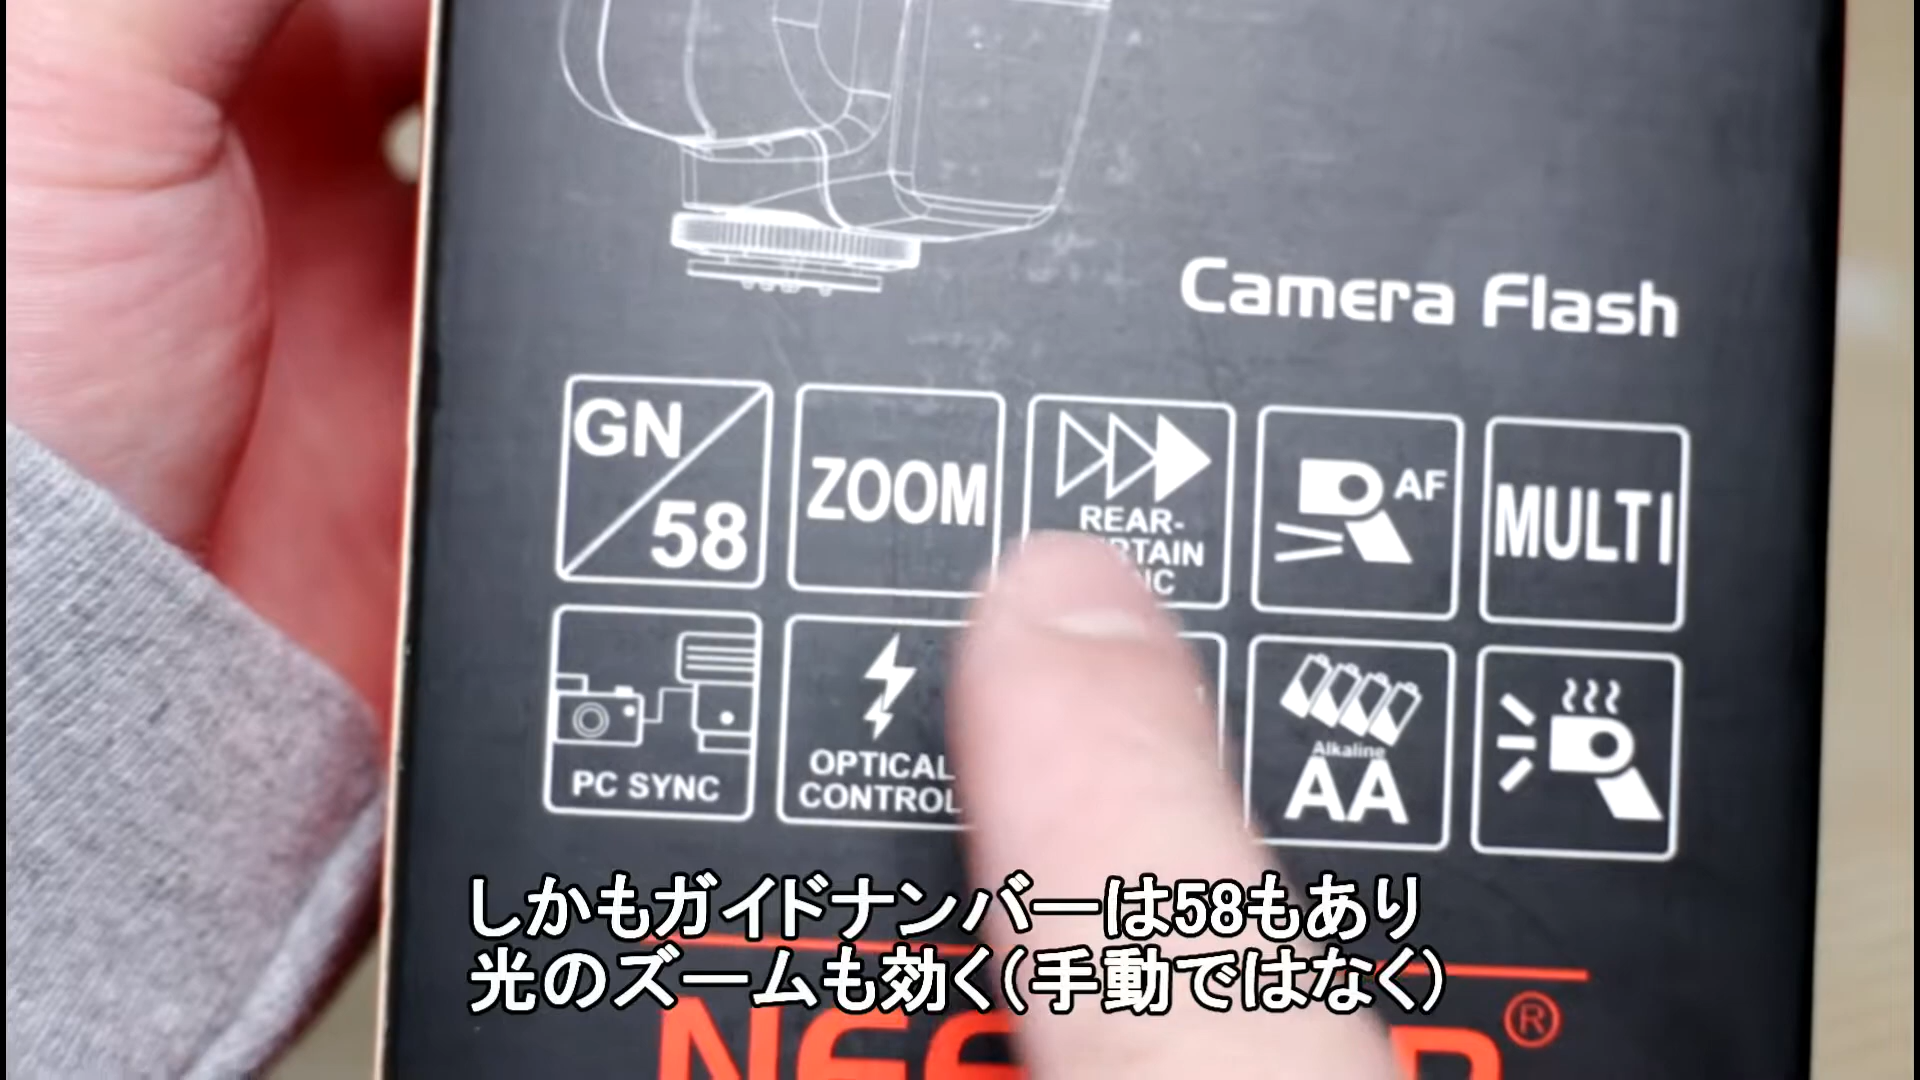 Camera Flash
GN
58
ZOOM
REAR-
AF
MULTI
PC SYNC
OPTICAL
CONTROL
Alkaline
AA
しかもガイドナンバーは58もあり
光のズームも効く(手動ではなく)
®